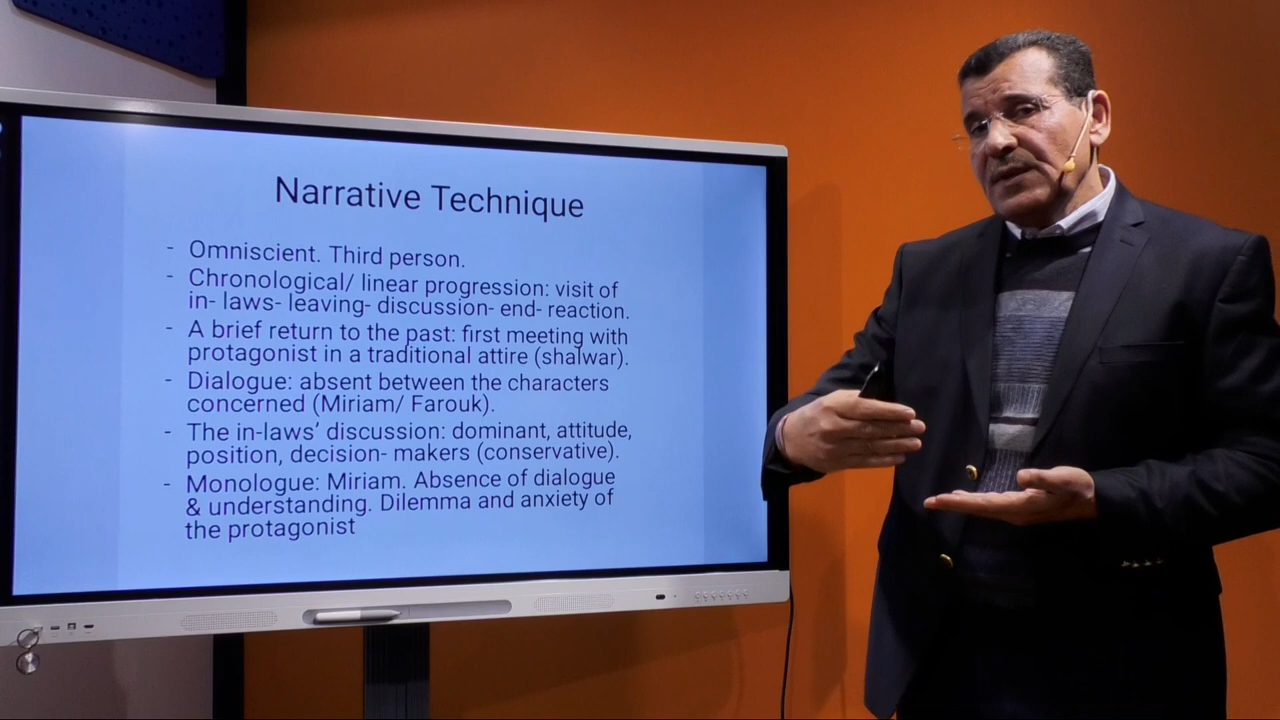 Narrative Technique
- Omniscient. Third person.
- Chronological/ linear progression: visit of
in- laws- leaving- discussion- end- reaction.
- A brief return to the past: first meeting with
protagonist in a traditional attire (shalwar).
- Dialogue: absent between the characters
concerned (Miriam/ Farouk).
- The in-laws’ discussion: dominant, attitude,
position, decision- makers (conservative).
- Monologue: Miriam. Absence of dialogue
& understanding. Dilemma and anxiety of
the protagonist